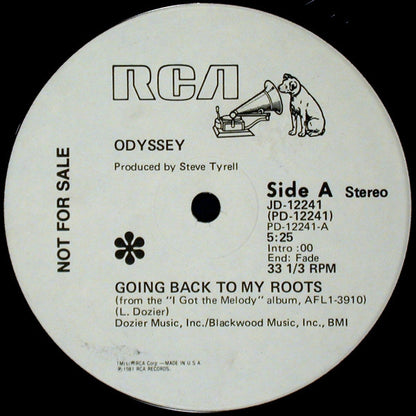 RCA
ODYSSEY
Produced by Steve Tyrell
NOT FOR SALE
Side A Stereo
JD-12241
(PD-12241)
PD-12241-A
5:25
Intro :00
End: Fade
33 1/3 RPM
GOING BACK TO MY ROOTS
(from the "I Got the Melody" album, AFL1-3910)
(L. Dozier)
Dozier Music, Inc./Blackwood Music, Inc., BMI
RCA Corp.—MADE IN U.S.A.
℗ 1981 RCA RECORDS.